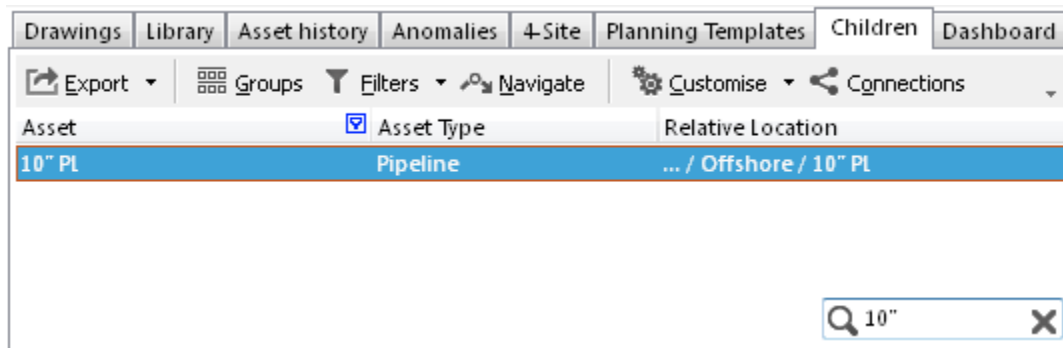 Drawings Library Asset history Anomalies 4-Site Planning Templates Children Dashboard
Export Groups Filters Navigate Customise Connections
Asset Asset Type Relative Location
10" PL Pipeline ... / Offshore / 10" PL
10"